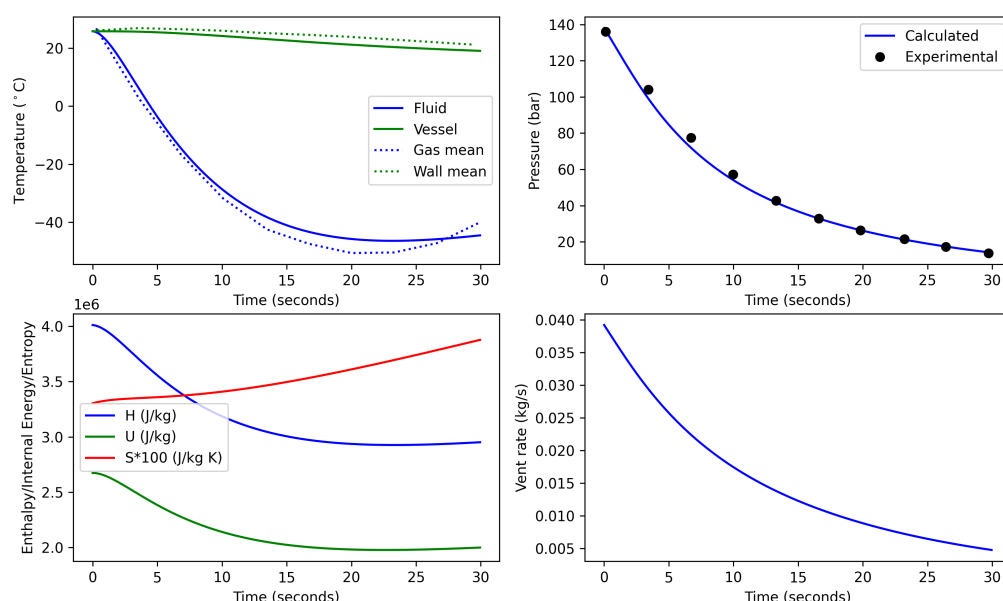 Temperature (°C)
20
0
−20
−40
Fluid
Vessel
Gas mean
Wall mean
0 5 10 15 20 25 30
Time (seconds)
Pressure (bar)
140
120
100
80
60
40
20
Calculated
Experimental
0 5 10 15 20 25 30
Time (seconds)
1e6
Enthalpy/Internal Energy/Entropy
4.0
3.5
3.0
2.5
2.0
H (J/kg)
U (J/kg)
S*100 (J/kg K)
0 5 10 15 20 25 30
Time (seconds)
Vent rate (kg/s)
0.040
0.035
0.030
0.025
0.020
0.015
0.010
0.005
0 5 10 15 20 25 30
Time (seconds)